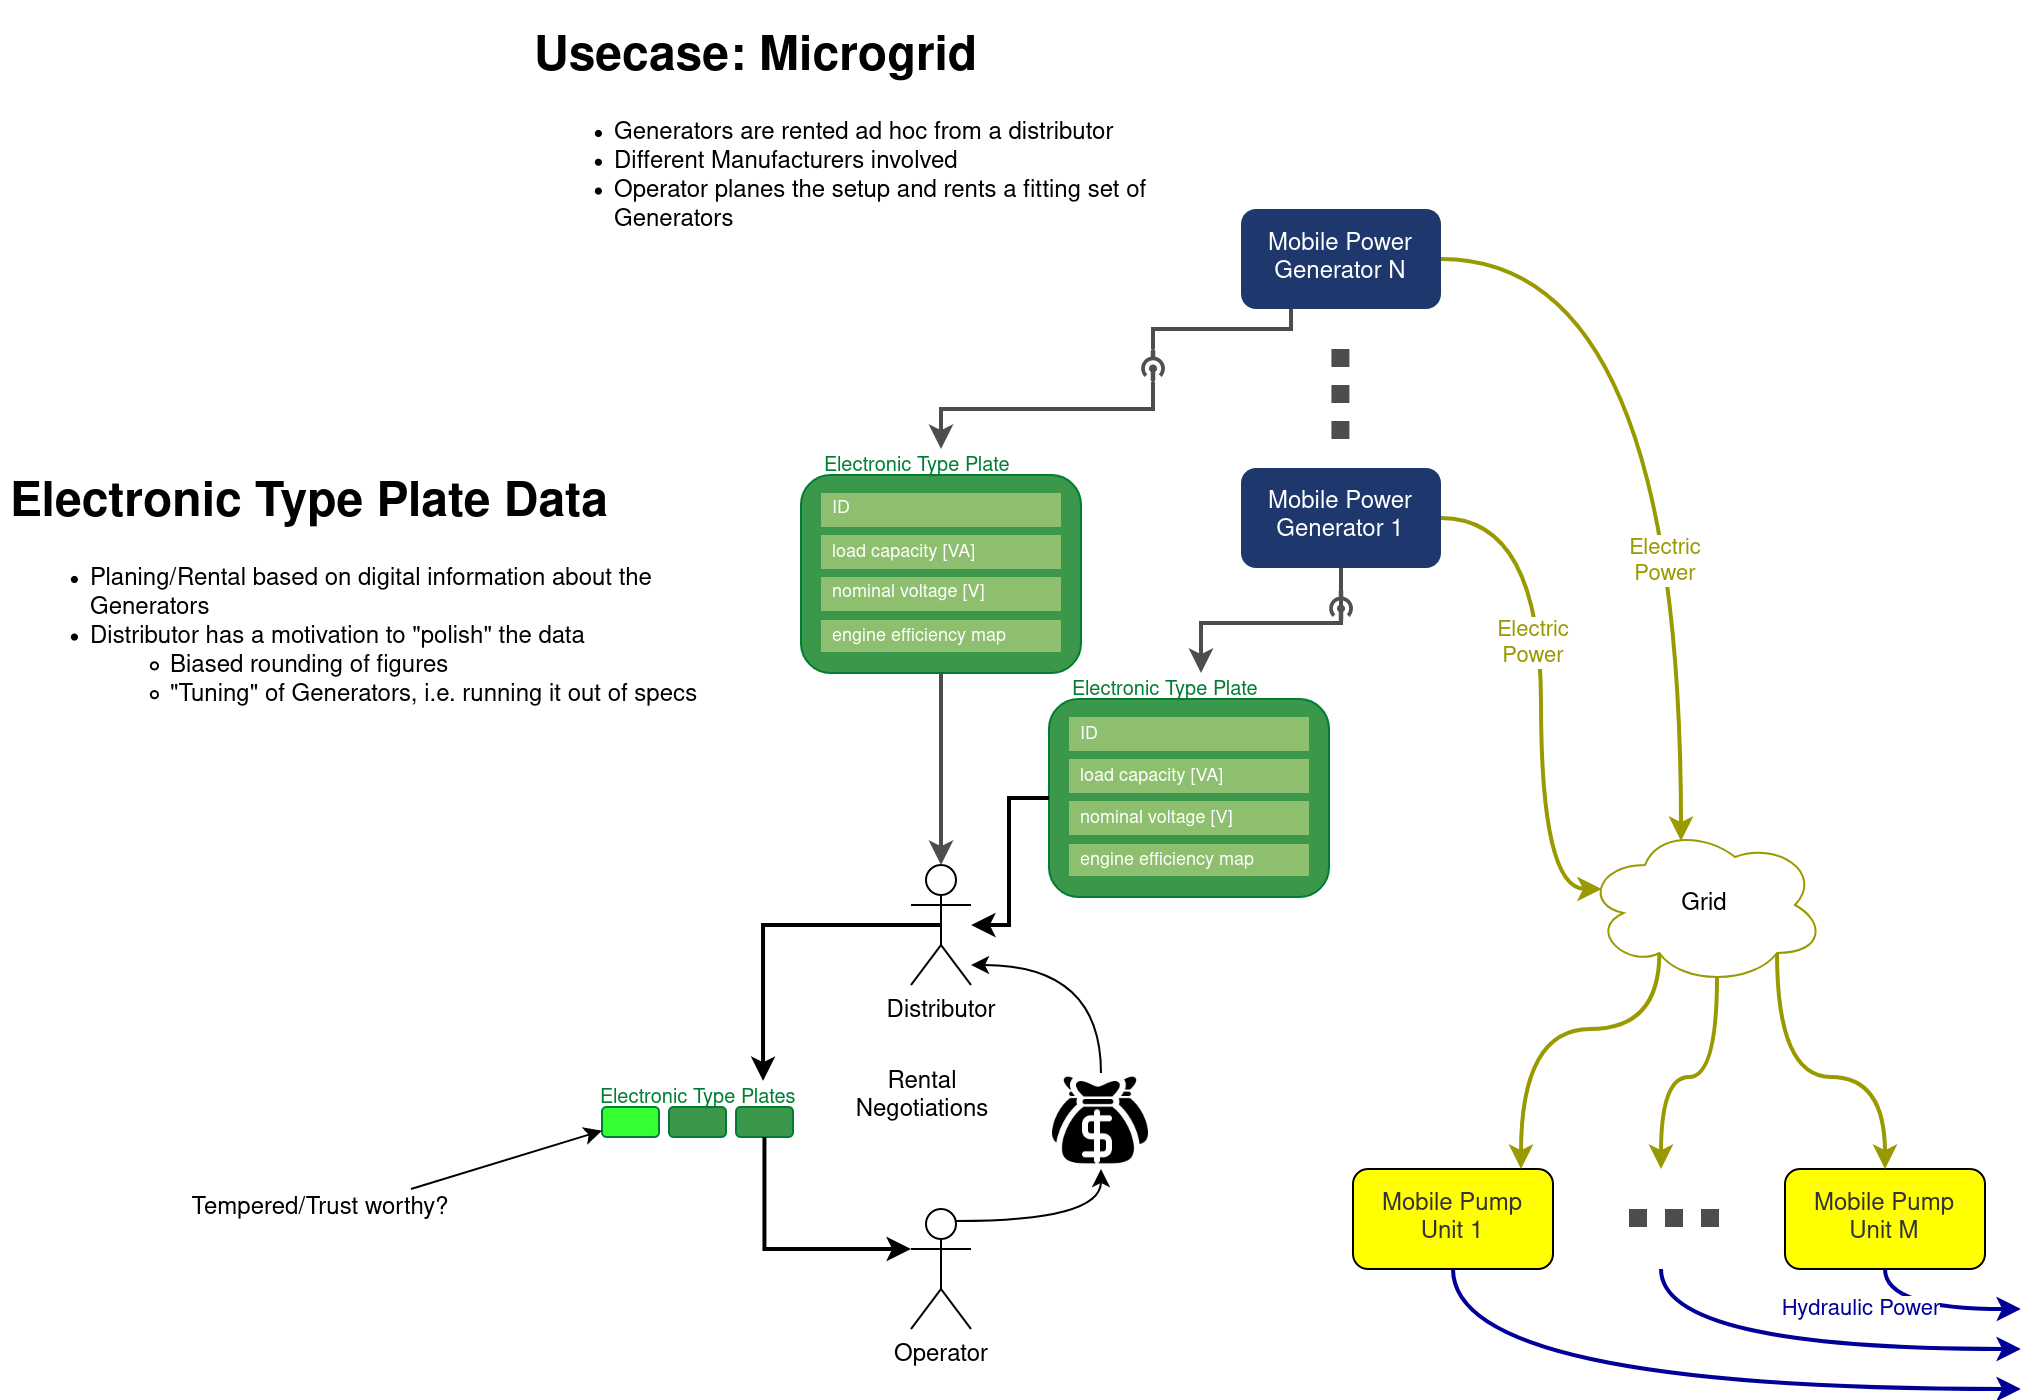 Usecase: Microgrid
Generators are rented ad hoc from a distributor
Different Manufacturers involved
Operator planes the setup and rents a fitting set of
Generators
Mobile Power
Generator N
Electronic Type Plate
ID
load capacity [VA]
nominal voltage [V]
engine efficiency map
Mobile Power
Generator 1
Electronic Type Plate Data
Planing/Rental based on digital information about the
Generators
Distributor has a motivation to "polish" the data
Biased rounding of figures
"Tuning" of Generators, i.e. running it out of specs
Electric
Power
Electric
Power
Electronic Type Plate
ID
load capacity [VA]
nominal voltage [V]
engine efficiency map
Grid
Distributor
Rental
Negotiations
Electronic Type Plates
Tempered/Trust worthy?
$
Operator
Mobile Pump
Unit 1
Mobile Pump
Unit M
Hydraulic Power